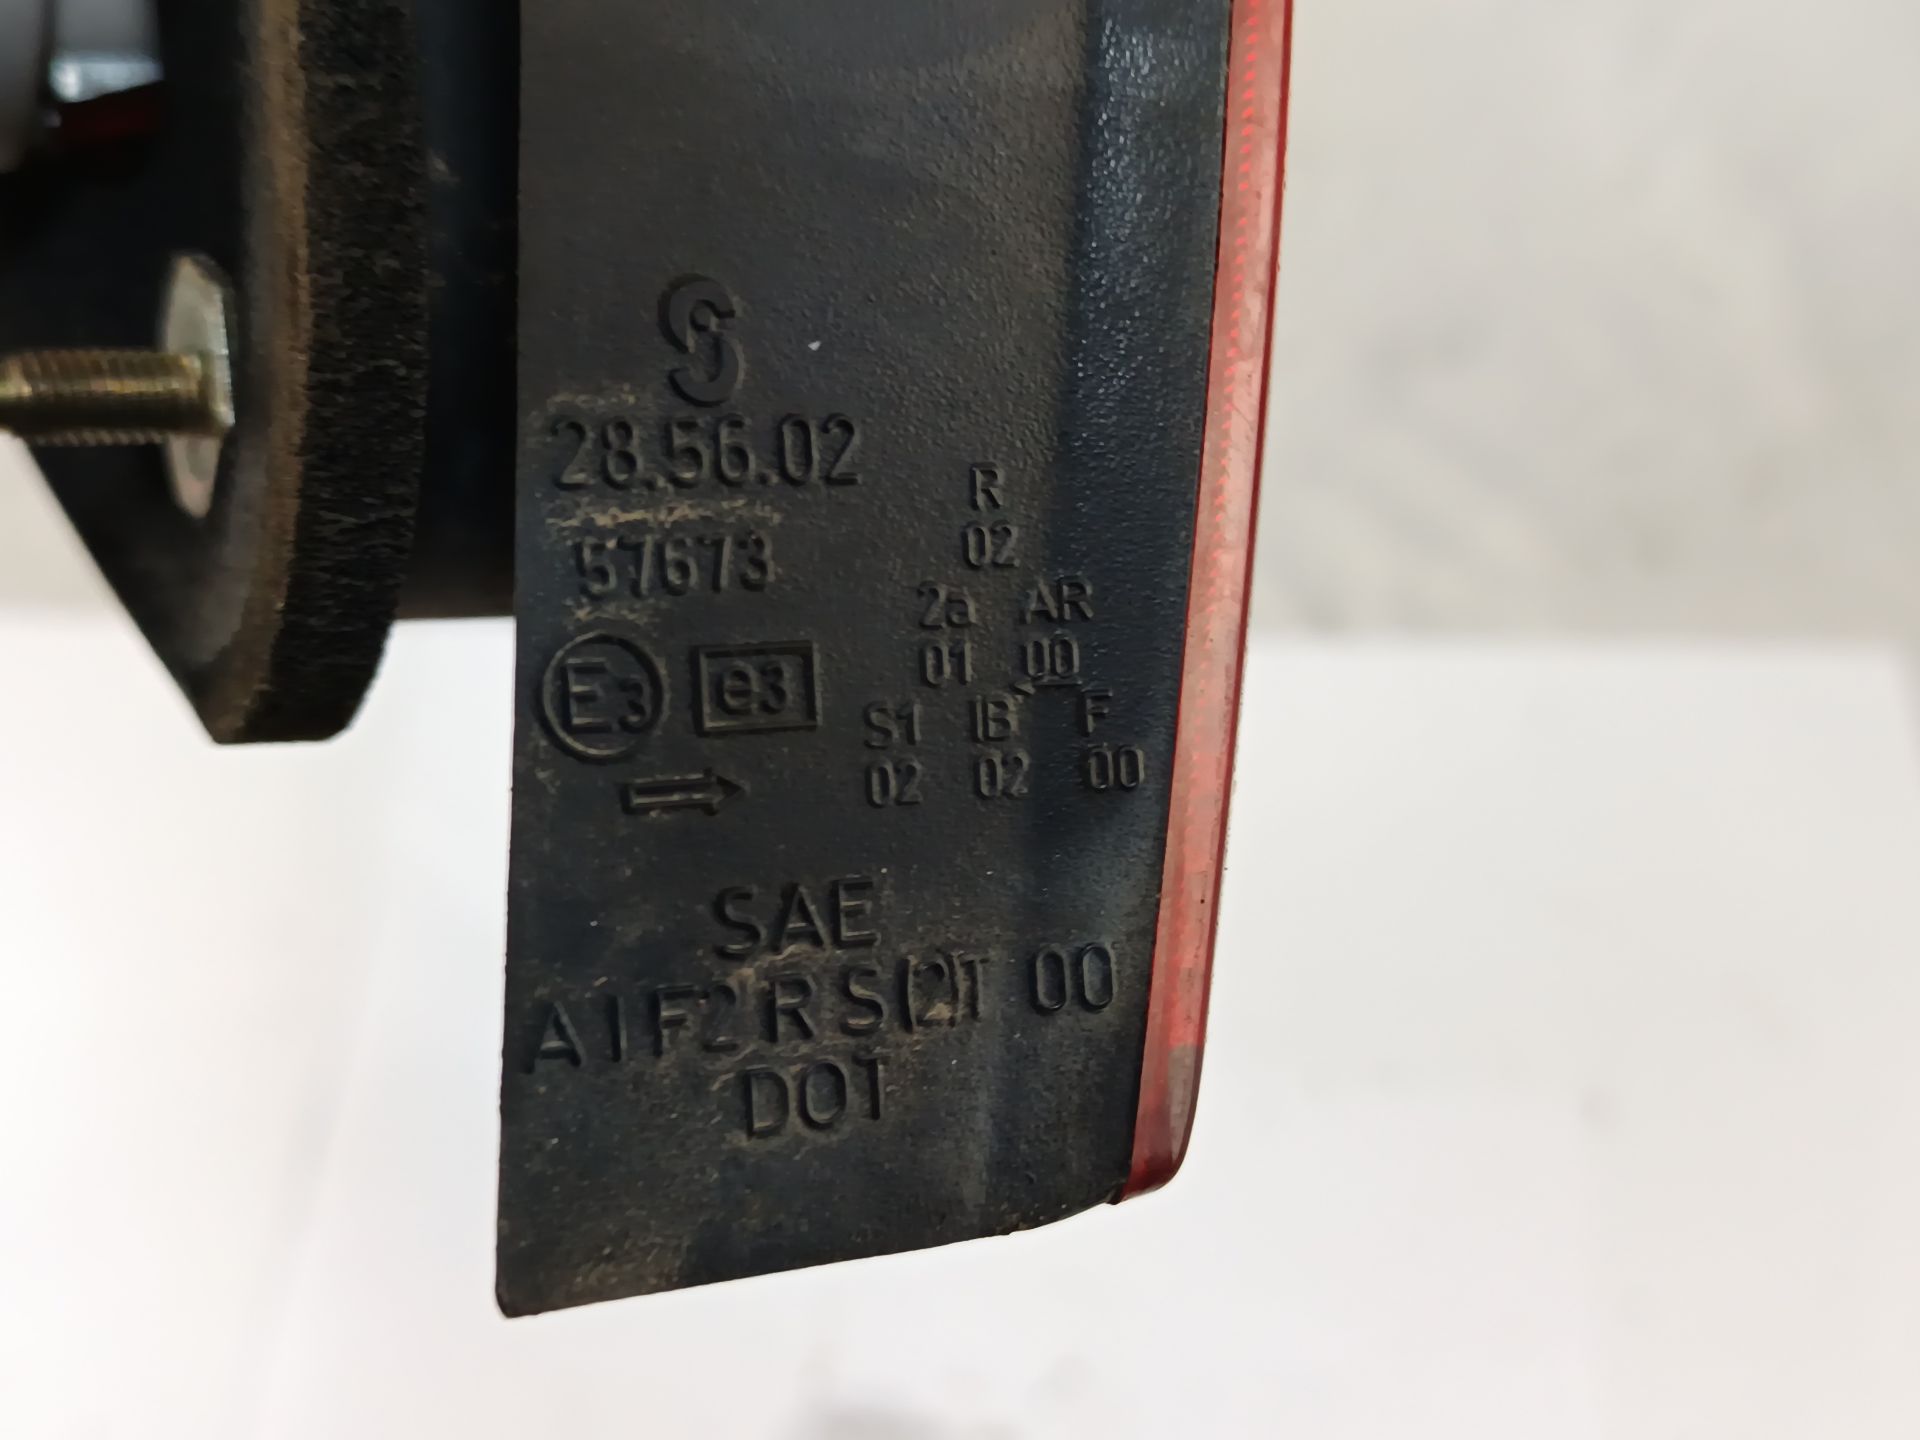 S
28.56.02
57673
R
02
2a AR
01 00
E3 e3
S1 IB F
02 02 00
SAE
A I F2 R S(2)T 00
DOT